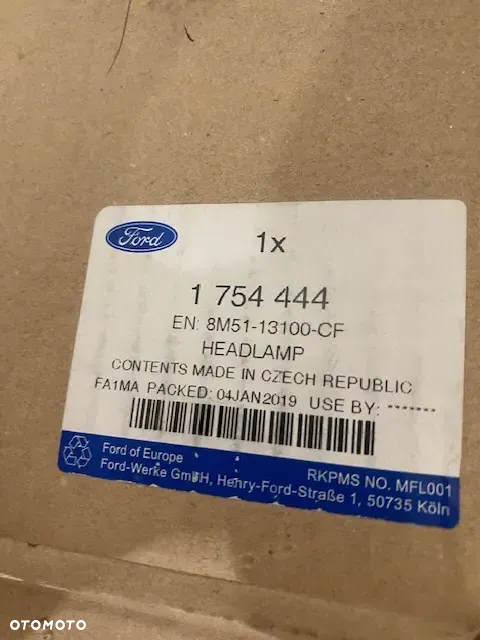 Ford
1x
1 754 444
EN: 8M51-13100-CF
HEADLAMP
CONTENTS MADE IN CZECH REPUBLIC
FA1MA PACKED: 04JAN2019 USE BY: *******
Ford of Europe
RKPMS NO. MFL001
Ford-Werke GmbH, Henry-Ford-Straße 1, 50735 Köln
OTOMOTO